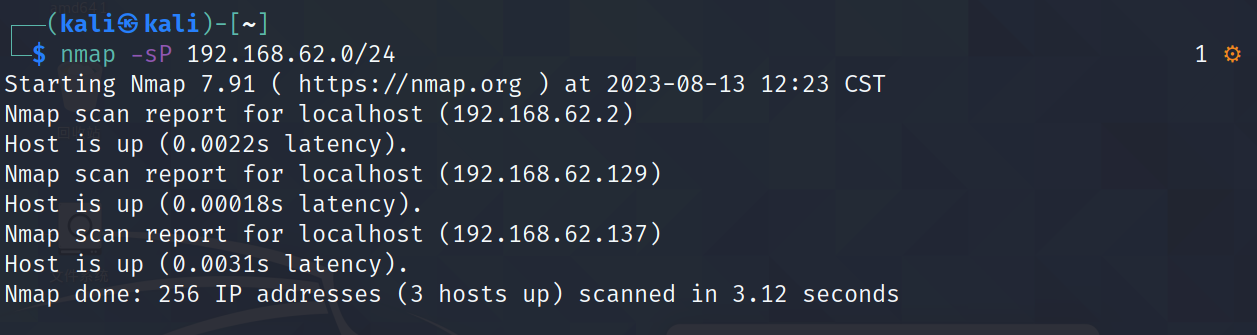 (kali㉿kali)-[~]
$ nmap -sP 192.168.62.0/24 1 ⚙
Starting Nmap 7.91 ( https://nmap.org ) at 2023-08-13 12:23 CST
Nmap scan report for localhost (192.168.62.2)
Host is up (0.0022s latency).
Nmap scan report for localhost (192.168.62.129)
Host is up (0.00018s latency).
Nmap scan report for localhost (192.168.62.137)
Host is up (0.0031s latency).
Nmap done: 256 IP addresses (3 hosts up) scanned in 3.12 seconds